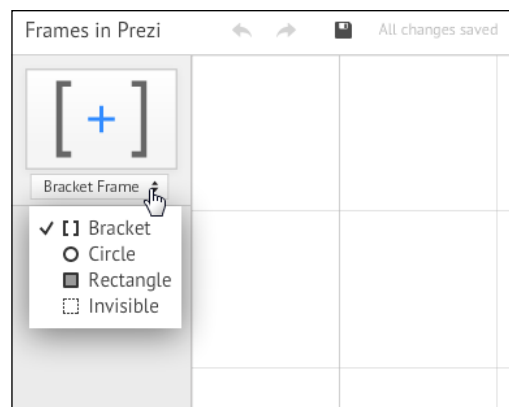 Frames in Prezi
All changes saved
Bracket Frame
Bracket
Circle
Rectangle
Invisible